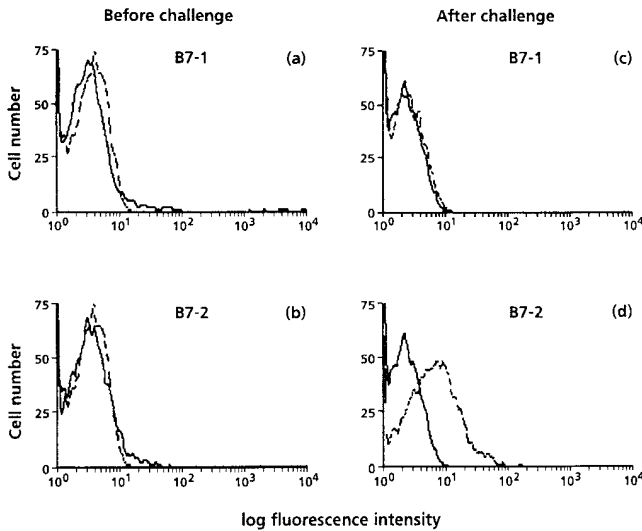 Before challenge
After challenge
75
B7-1
(a)
50
25
0
10⁰
10¹
10²
10³
10⁴
Cell number
75
B7-1
(c)
50
25
0
10⁰
10¹
10²
10³
10⁴
75
B7-2
(b)
50
25
0
10⁰
10¹
10²
10³
10⁴
Cell number
75
B7-2
(d)
50
25
0
10⁰
10¹
10²
10³
10⁴
log fluorescence intensity